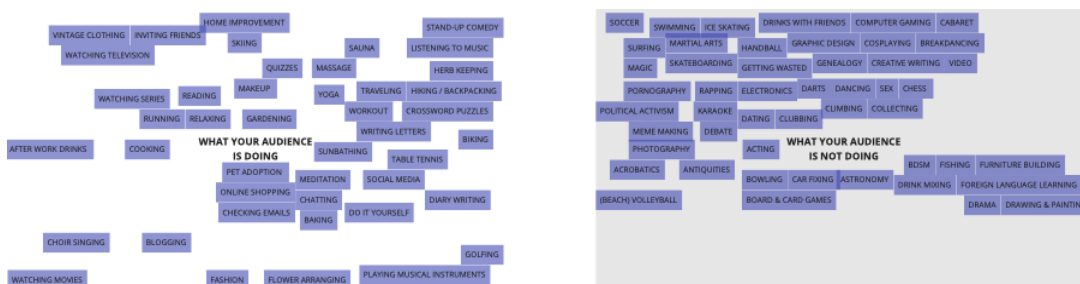 HOME IMPROVEMENT
VINTAGE CLOTHING INVITING FRIENDS
STAND-UP COMEDY
SKIING
SAUNA
LISTENING TO MUSIC
WATCHING TELEVISION
QUIZZES
MASSAGE
HERB KEEPING
MAKEUP
TRAVELING
HIKING / BACKPACKING
WATCHING SERIES
READING
YOGA
WORKOUT
CROSSWORD PUZZLES
RUNNING
RELAXING
GARDENING
WRITING LETTERS
BIKING
AFTER WORK DRINKS
COOKING
WHAT YOUR AUDIENCE
IS DOING
SUNBATHING
TABLE TENNIS
PET ADOPTION
MEDITATION
SOCIAL MEDIA
ONLINE SHOPPING
CHATTING
DIARY WRITING
CHECKING EMAILS
BAKING
DO IT YOURSELF
CHOIR SINGING
BLOGGING
GOLFING
WATCHING MOVIES
FASHION
FLOWER ARRANGING
PLAYING MUSICAL INSTRUMENTS
SOCCER
SWIMMING
ICE SKATING
DRINKS WITH FRIENDS
COMPUTER GAMING
CABARET
SURFING
MARTIAL ARTS
HANDBALL
GRAPHIC DESIGN
COSPLAYING
BREAKDANCING
MAGIC
SKATEBOARDING
GETTING WASTED
GENEALOGY
CREATIVE WRITING
VIDEO
PORNOGRAPHY
RAPPING
ELECTRONICS
DARTS
DANCING
SEX
CHESS
POLITICAL ACTIVISM
KARAOKE
DATING
CLUBBING
CLIMBING
COLLECTING
MEME MAKING
DEBATE
PHOTOGRAPHY
ACTING
WHAT YOUR AUDIENCE
IS NOT DOING
ACROBATICS
ANTIQUITIES
BDSM
FISHING
FURNITURE BUILDING
BOWLING
CAR FIXING
ASTRONOMY
DRINK MIXING
FOREIGN LANGUAGE LEARNING
(BEACH) VOLLEYBALL
BOARD & CARD GAMES
DRAMA
DRAWING & PAINTIN